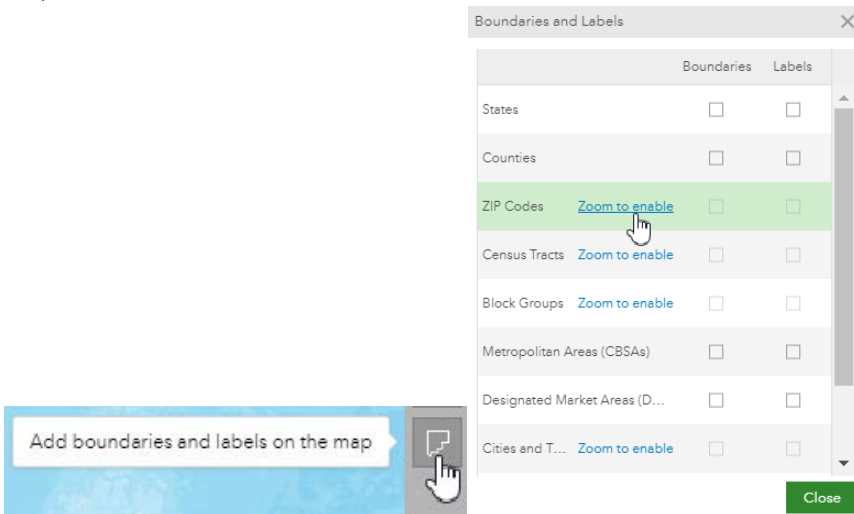 Boundaries and Labels
Boundaries Labels
States
Counties
ZIP Codes Zoom to enable
Census Tracts Zoom to enable
Block Groups Zoom to enable
Metropolitan Areas (CBSAs)
Designated Market Areas (D...
Cities and T... Zoom to enable
Close
Add boundaries and labels on the map